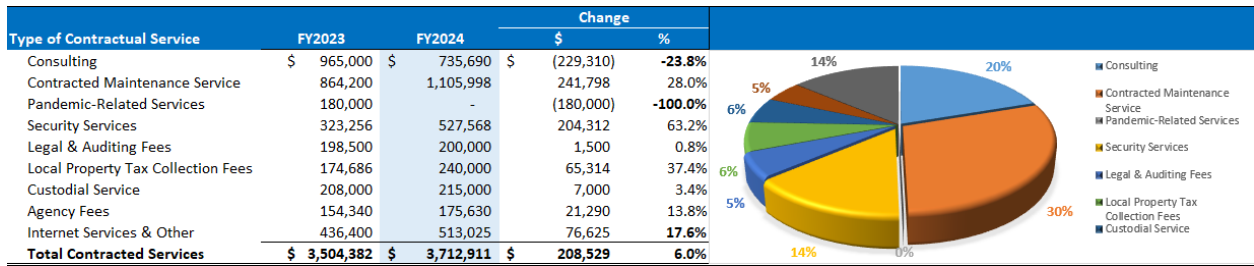 Change
Type of Contractual Service FY2023 FY2024 $ %
Consulting $ 965,000 $ 735,690 $ (229,310) -23.8%
Contracted Maintenance Service 864,200 1,105,998 241,798 28.0%
Pandemic-Related Services 180,000 - (180,000) -100.0%
Security Services 323,256 527,568 204,312 63.2%
Legal & Auditing Fees 198,500 200,000 1,500 0.8%
Local Property Tax Collection Fees 174,686 240,000 65,314 37.4%
Custodial Service 208,000 215,000 7,000 3.4%
Agency Fees 154,340 175,630 21,290 13.8%
Internet Services & Other 436,400 513,025 76,625 17.6%
Total Contracted Services $ 3,504,382 $ 3,712,911 $ 208,529 6.0%
14%
20%
5%
6%
6%
5%
30%
14%
0%
Consulting
Contracted Maintenance
Service
Pandemic-Related Services
Security Services
Legal & Auditing Fees
Local Property Tax
Collection Fees
Custodial Service